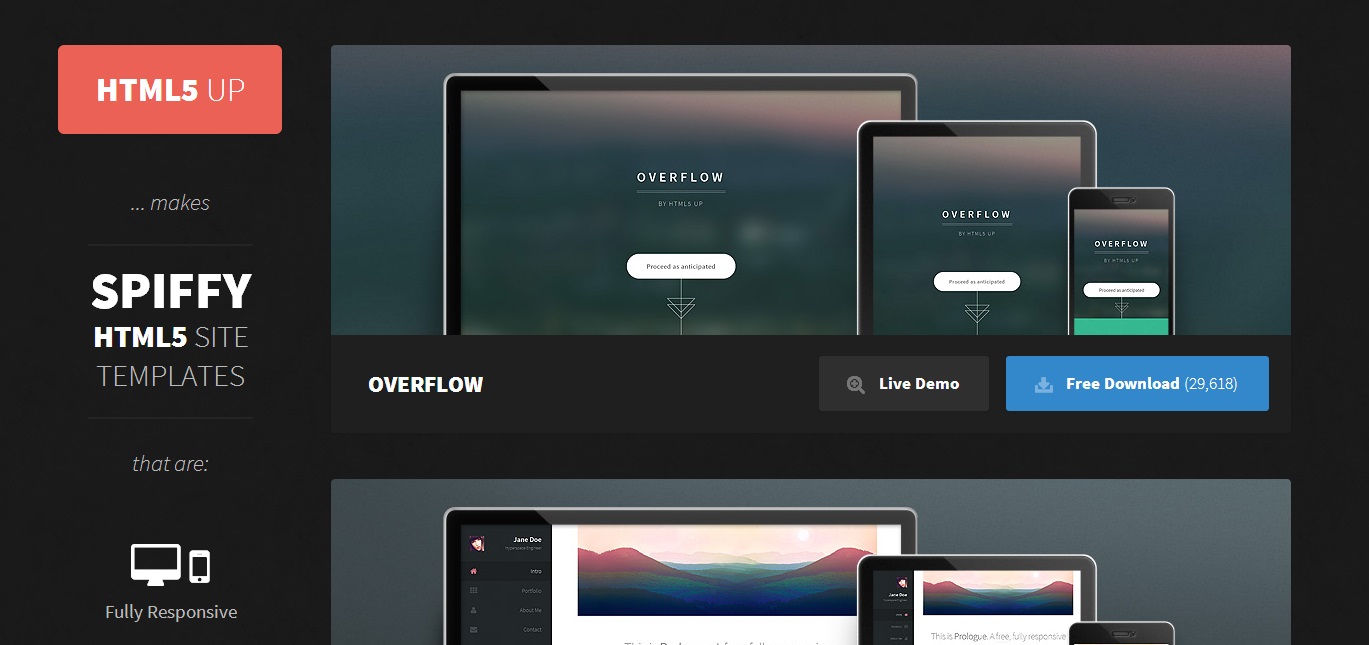 HTML5 UP
... makes
SPIFFY
HTML5 SITE
TEMPLATES
that are:
Fully Responsive
OVERFLOW
BY HTML5 UP
Proceed as anticipated
OVERFLOW
BY HTML5 UP
Proceed as anticipated
OVERFLOW
BY HTML5 UP
Proceed as anticipated
OVERFLOW
Live Demo
Free Download (29,618)
Jane Doe
Hyperspace Engineer
Intro
Portfolio
About Me
Contact
Jane Doe
This is Prologue. A free, fully responsive